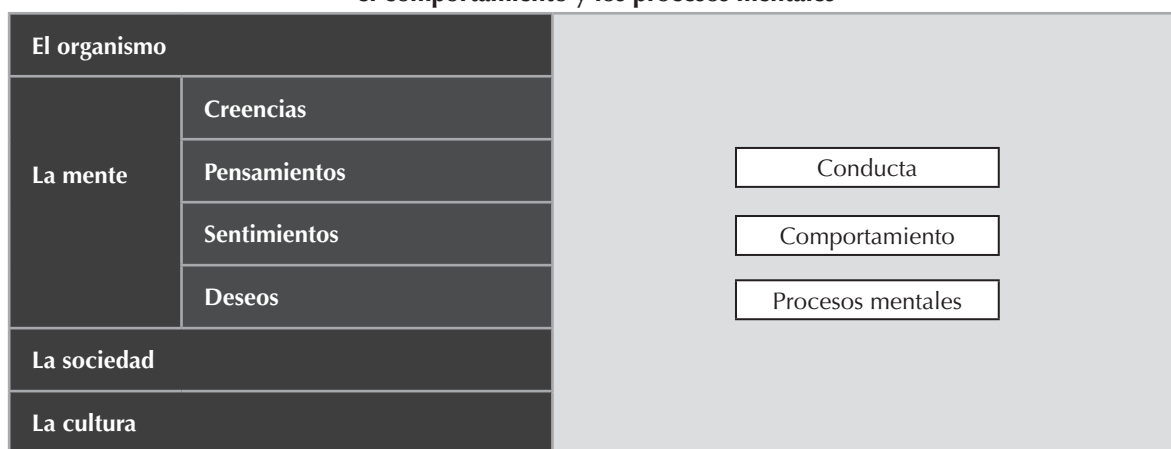 el comportamiento y los procesos mentales
El organismo
La mente
Creencias
Pensamientos
Sentimientos
Deseos
La sociedad
La cultura
Conducta
Comportamiento
Procesos mentales